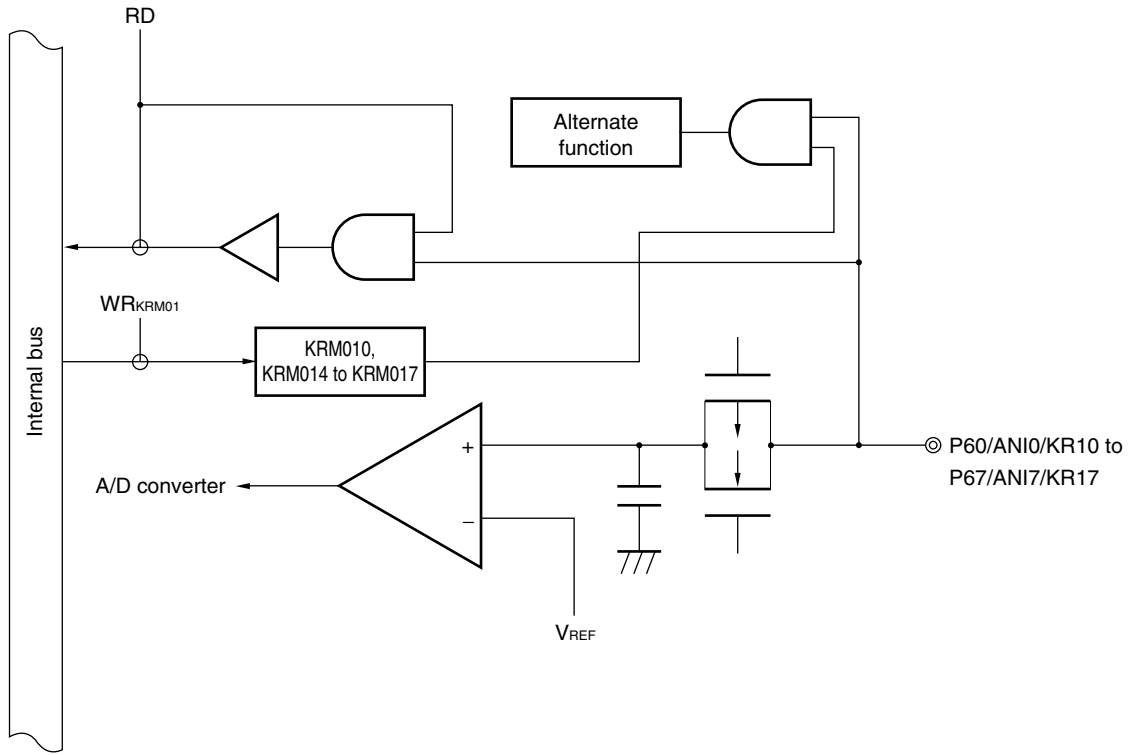 RD
Alternate
function
WRKRM01
KRM010,
KRM014 to KRM017
Internal bus
+
P60/ANI0/KR10 to
P67/ANI7/KR17
A/D converter
−
VREF